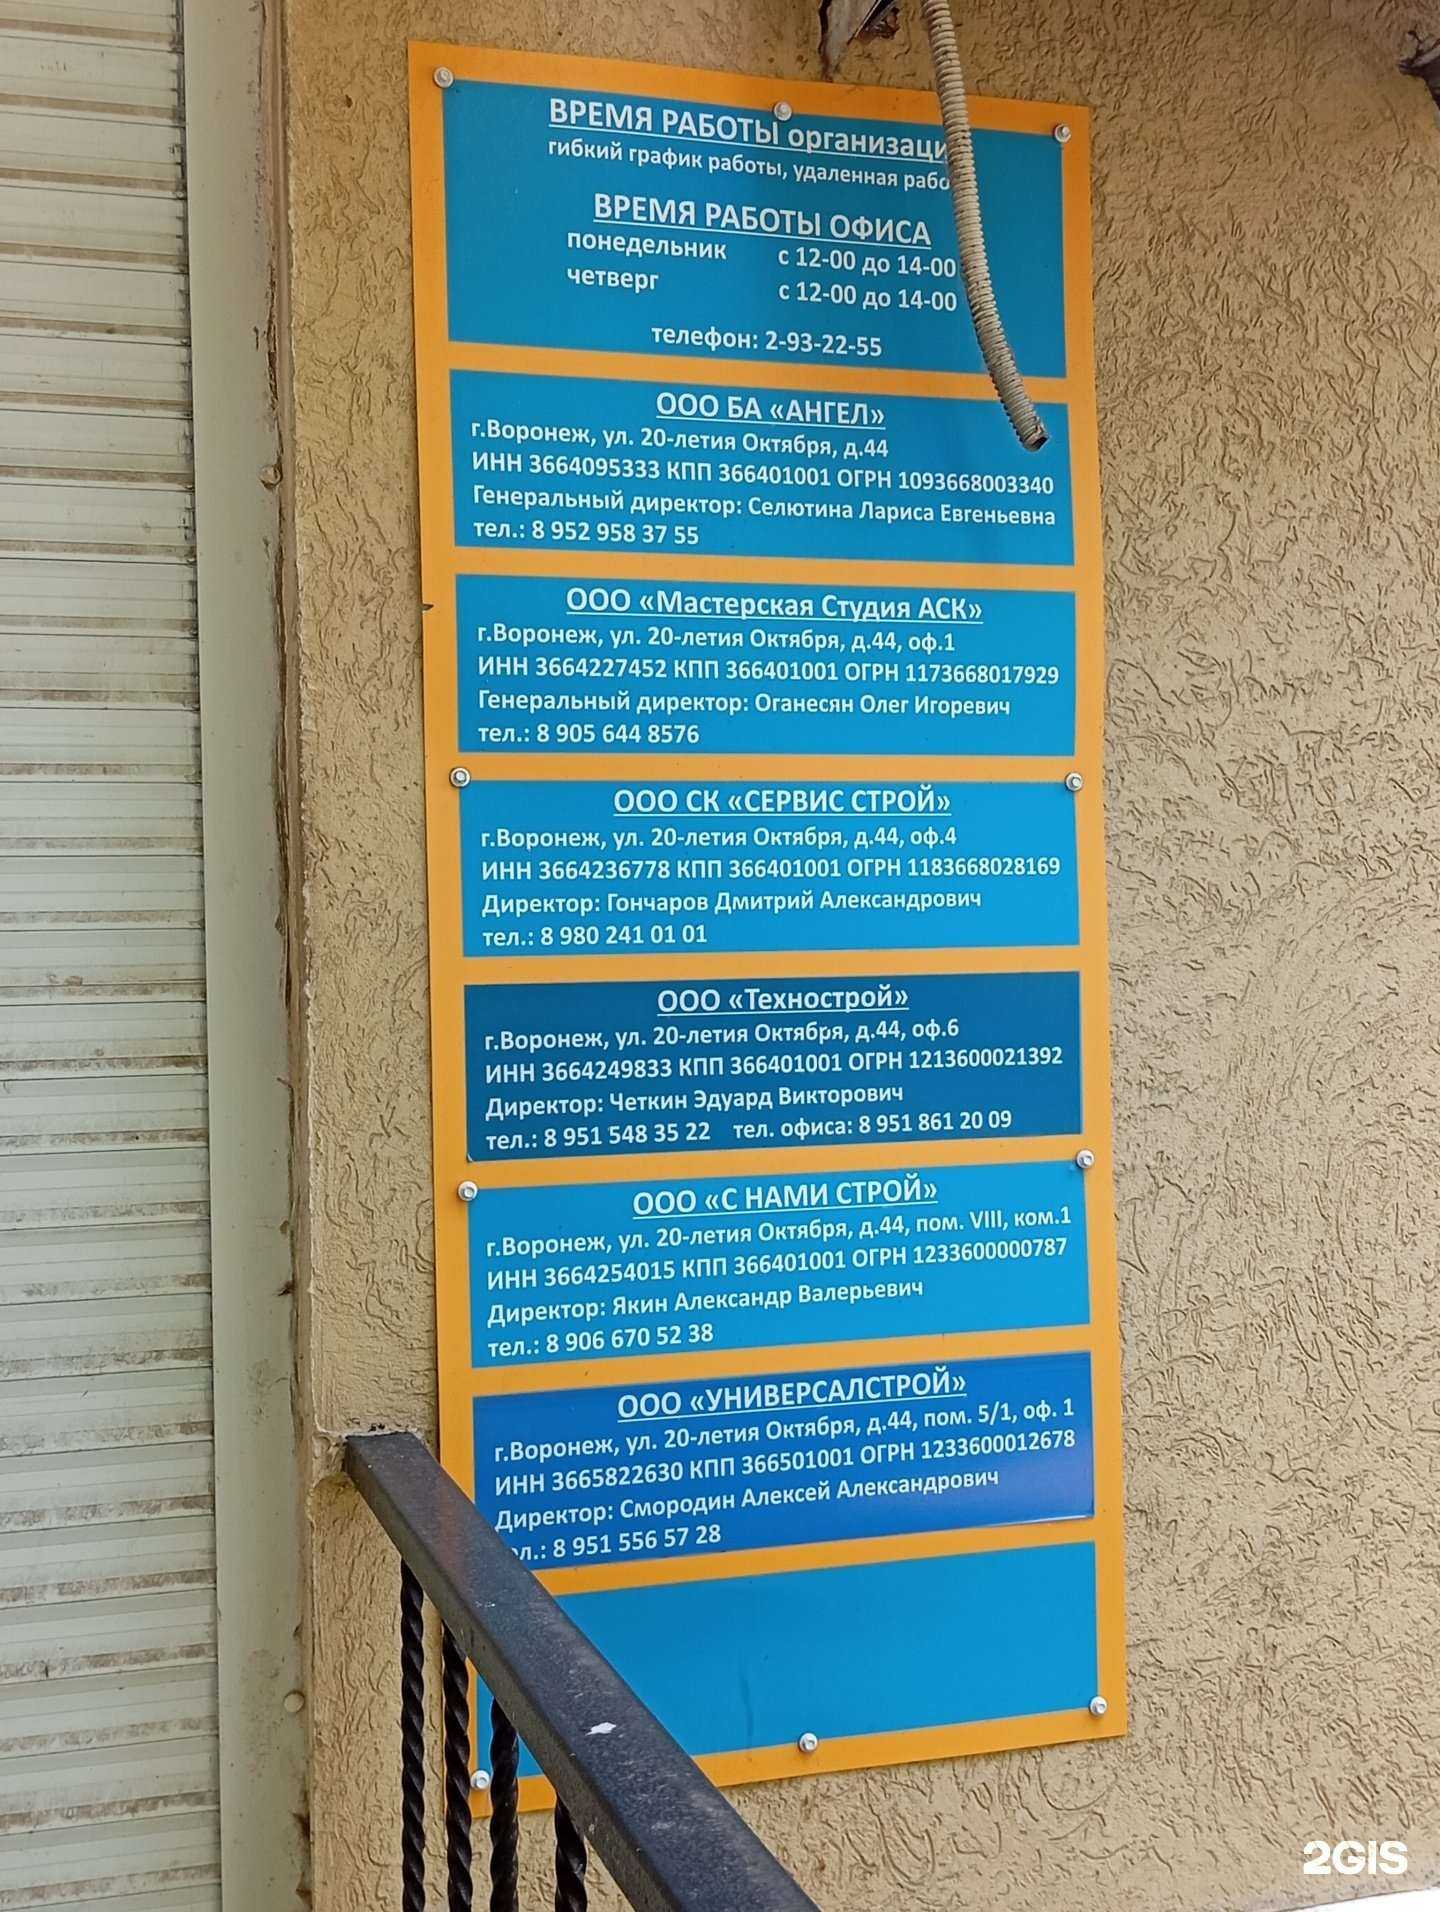 ВРЕМЯ РАБОТЫ организаци
гибкий график работы, удаленная рабо
ВРЕМЯ РАБОТЫ ОФИСА
понедельник с 12-00 до 14-00
четверг с 12-00 до 14-00
телефон: 2-93-22-55
ООО БА «АНГЕЛ»
г.Воронеж, ул. 20-летия Октября, д.44
ИНН 3664095333 КПП 366401001 ОГРН 1093668003340
Генеральный директор: Селютина Лариса Евгеньевна
тел.: 8 952 958 37 55
ООО «Мастерская Студия АСК»
г.Воронеж, ул. 20-летия Октября, д.44, оф.1
ИНН 3664227452 КПП 366401001 ОГРН 1173668017929
Генеральный директор: Оганесян Олег Игоревич
тел.: 8 905 644 8576
ООО СК «СЕРВИС СТРОЙ»
г.Воронеж, ул. 20-летия Октября, д.44, оф.4
ИНН 3664236778 КПП 366401001 ОГРН 1183668028169
Директор: Гончаров Дмитрий Александрович
тел.: 8 980 241 01 01
ООО «Технострой»
г.Воронеж, ул. 20-летия Октября, д.44, оф.6
ИНН 3664249833 КПП 366401001 ОГРН 1213600021392
Директор: Четкин Эдуард Викторович
тел.: 8 951 548 35 22 тел. офиса: 8 951 861 20 09
ООО «С НАМИ СТРОЙ»
г.Воронеж, ул. 20-летия Октября, д.44, пом. VIII, ком.1
ИНН 3664254015 КПП 366401001 ОГРН 1233600000787
Директор: Якин Александр Валерьевич
тел.: 8 906 670 52 38
ООО «УНИВЕРСАЛСТРОЙ»
г.Воронеж, ул. 20-летия Октября, д.44, пом. 5/1, оф. 1
ИНН 3665822630 КПП 366501001 ОГРН 1233600012678
Директор: Смородин Алексей Александрович
ел.: 8 951 556 57 28
2GIS